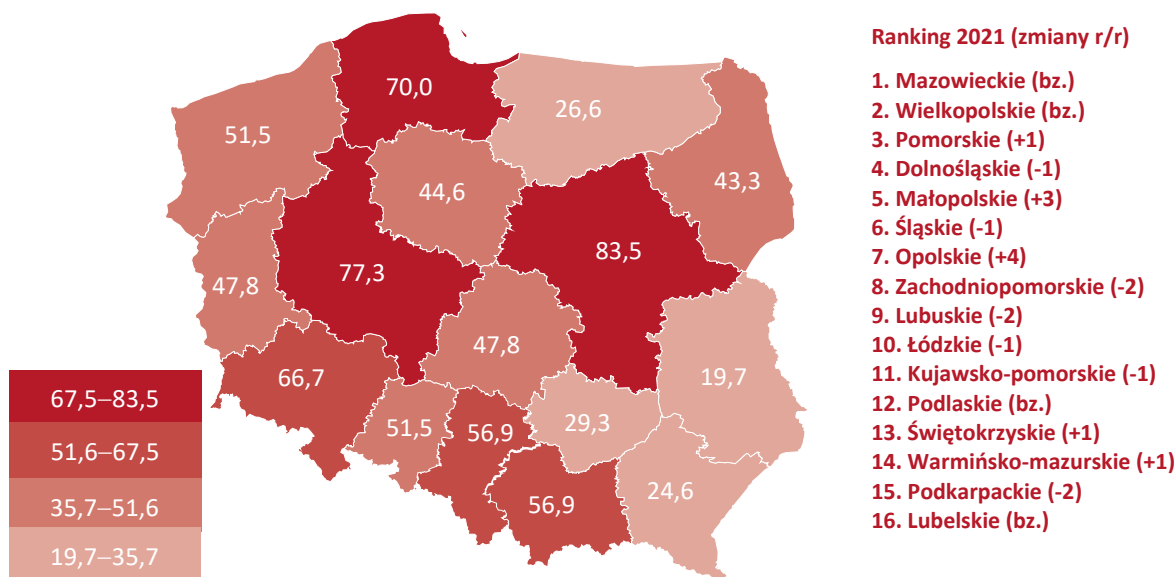 70,0
26,6
51,5
43,3
44,6
83,5
77,3
47,8
47,8
66,7
19,7
29,3
51,5
56,9
24,6
56,9
67,5–83,5
51,6–67,5
35,7–51,6
19,7–35,7
Ranking 2021 (zmiany r/r)
1. Mazowieckie (bz.)
2. Wielkopolskie (bz.)
3. Pomorskie (+1)
4. Dolnośląskie (-1)
5. Małopolskie (+3)
6. Śląskie (-1)
7. Opolskie (+4)
8. Zachodniopomorskie (-2)
9. Lubuskie (-2)
10. Łódzkie (-1)
11. Kujawsko-pomorskie (-1)
12. Podlaskie (bz.)
13. Świętokrzyskie (+1)
14. Warmińsko-mazurskie (+1)
15. Podkarpackie (-2)
16. Lubelskie (bz.)